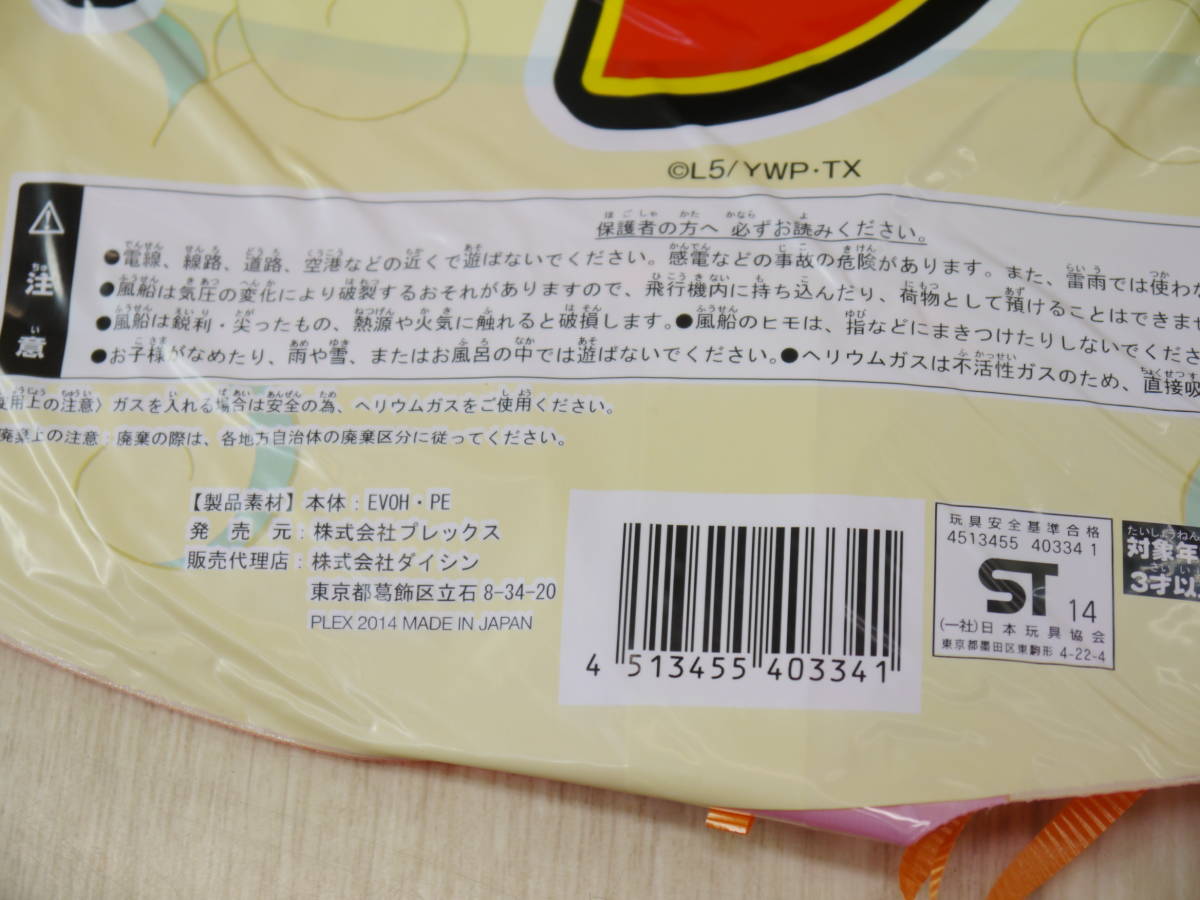 ©L5/YWP・TX
注意
保護者の方へ 必ずお読みください。
●電線、線路、道路、空港などの近くで遊ばないでください。感電などの事故の危険があります。また、雷雨では使わな
●風船は気圧の変化により破裂するおそれがありますので、飛行機内に持ち込んだり、荷物として預けることはできませ
●風船は鋭利・尖ったもの、熱源や火気に触れると破損します。●風船のヒモは、指などにまきつけたりしないでくださ
●お子様がなめたり、雨や雪、またはお風呂の中では遊ばないでください。●ヘリウムガスは不活性ガスのため、直接吸
用上の注意〉ガスを入れる場合は安全の為、ヘリウムガスをご使用ください。
廃棄上の注意：廃棄の際は、各地方自治体の廃棄区分に従ってください。
【製品素材】本体：EVOH・PE
発売元：株式会社プレックス
販売代理店：株式会社ダイシン
東京都葛飾区立石8-34-20
PLEX 2014 MADE IN JAPAN
4 513455 403341
玩具安全基準合格
4513455 40334 1
ST 14
(一社)日本玩具協会
東京都墨田区東駒形 4-22-4
対象年
3才以